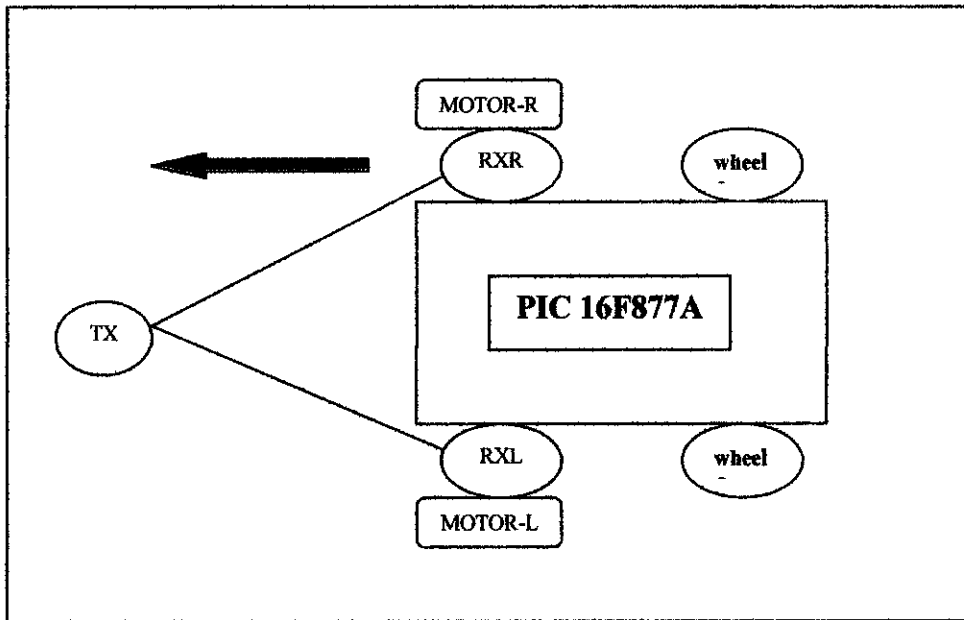 MOTOR-R
RXR
wheel
PIC 16F877A
TX
RXL
wheel
MOTOR-L